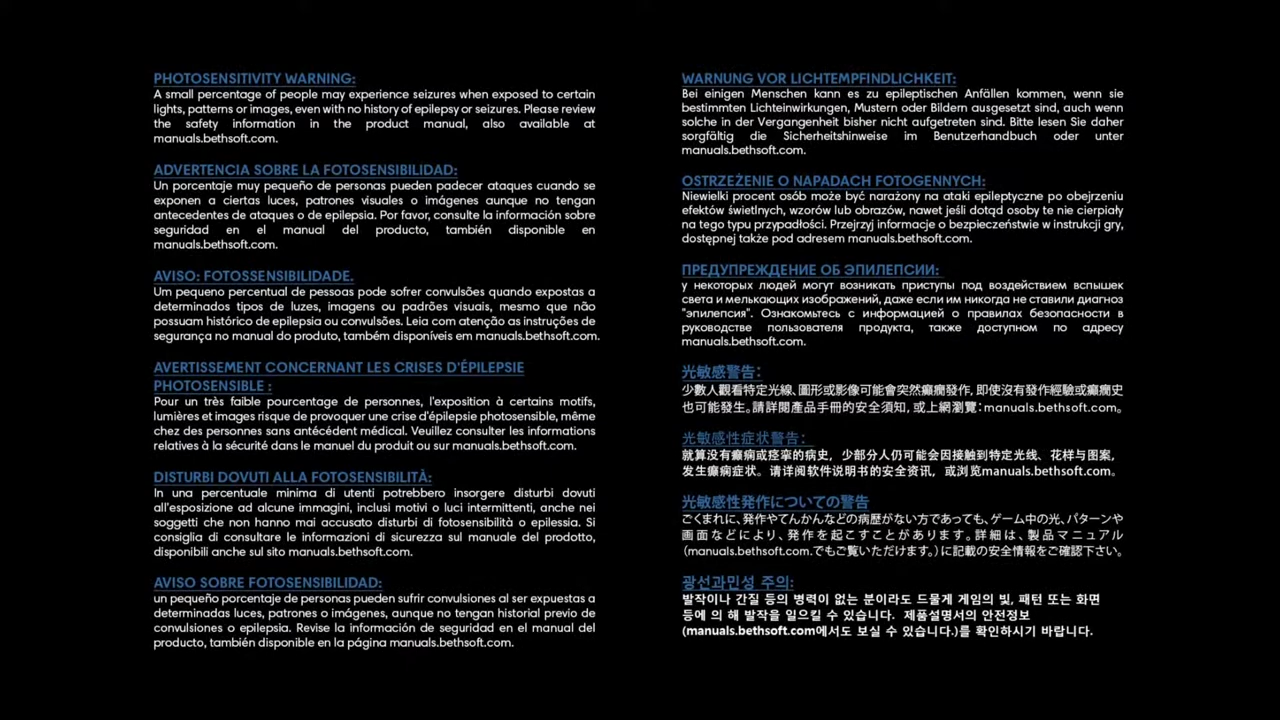 PHOTOSENSITIVITY WARNING:
A small percentage of people may experience seizures when exposed to certain
lights, patterns or images, even with no history of epilepsy or seizures. Please review
the safety information in the product manual, also available at
manuals.bethsoft.com.
ADVERTENCIA SOBRE LA FOTOSENSIBILIDAD:
Un porcentaje muy pequeño de personas pueden padecer ataques cuando se
exponen a ciertas luces, patrones visuales o imágenes aunque no tengan
antecedentes de ataques o de epilepsia. Por favor, consulte la información sobre
seguridad en el manual del producto, también disponible en
manuals.bethsoft.com.
AVISO: FOTOSSENSIBILIDADE.
Um pequeno percentual de pessoas pode sofrer convulsões quando expostas a
determinados tipos de luzes, imagens ou padrões visuais, mesmo que não
possuam histórico de epilepsia ou convulsões. Leia com atenção as instruções de
segurança no manual do produto, também disponíveis em manuals.bethsoft.com.
AVERTISSEMENT CONCERNANT LES CRISES D'ÉPILEPSIE
PHOTOSENSIBLE :
Pour un très faible pourcentage de personnes, l'exposition à certains motifs,
lumières et images risque de provoquer une crise d'épilepsie photosensible, même
chez des personnes sans antécédent médical. Veuillez consulter les informations
relatives à la sécurité dans le manuel du produit ou sur manuals.bethsoft.com.
DISTURBI DOVUTI ALLA FOTOSENSIBILITÀ:
In una percentuale minima di utenti potrebbero insorgere disturbi dovuti
all'esposizione ad alcune immagini, inclusi motivi o luci intermittenti, anche nei
soggetti che non hanno mai accusato disturbi di fotosensibilità o epilessia. Si
consiglia di consultare le informazioni di sicurezza sul manuale del prodotto,
disponibili anche sul sito manuals.bethsoft.com.
AVISO SOBRE FOTOSENSIBILIDAD:
un pequeño porcentaje de personas pueden sufrir convulsiones al ser expuestas a
determinadas luces, patrones o imágenes, aunque no tengan historial previo de
convulsiones o epilepsia. Revise la información de seguridad en el manual del
producto, también disponible en la página manuals.bethsoft.com.
WARNUNG VOR LICHTEMPFINDLICHKEIT:
Bei einigen Menschen kann es zu epileptischen Anfällen kommen, wenn sie
bestimmten Lichteinwirkungen, Mustern oder Bildern ausgesetzt sind, auch wenn
solche in der Vergangenheit bisher nicht aufgetreten sind. Bitte lesen Sie daher
sorgfältig die Sicherheitshinweise im Benutzerhandbuch oder unter
manuals.bethsoft.com.
OSTRZEŻENIE O NAPADACH FOTOGENNYCH:
Niewielki procent osób może być narażony na ataki epileptyczne po obejrzeniu
efektów świetlnych, wzorów lub obrazów, nawet jeśli dotąd osoby te nie cierpiały
na tego typu przypadłości. Przejrzyj informacje o bezpieczeństwie w instrukcji gry,
dostępnej także pod adresem manuals.bethsoft.com.
ПРЕДУПРЕЖДЕНИЕ ОБ ЭПИЛЕПСИИ:
у некоторых людей могут возникать приступы под воздействием вспышек
света и мелькающих изображений, даже если им никогда не ставили диагноз
"эпилепсия". Ознакомьтесь с информацией о правилах безопасности в
руководстве пользователя продукта, также доступном по адресу
manuals.bethsoft.com.
光敏感警告：
少數人觀看特定光線、圖形或影像可能會突然癲癇發作，即使沒有發作經驗或癲癇史
也可能發生。請詳閱產品手冊的安全須知，或上網瀏覽：manuals.bethsoft.com。
光敏感性症状警告：
就算没有癫痫或痉挛的病史，少部分人仍可能会因接触到特定光线、花样与图案，
发生癫痫症状。请详阅软件说明书的安全资讯，或浏览manuals.bethsoft.com。
光敏感性発作についての警告
ごくまれに、発作やてんかんなどの病歴がない方であっても、ゲーム中の光、パターンや
画面などにより、発作を起こすことがあります。詳細は、製品マニュアル
（manuals.bethsoft.com.でもご覧いただけます。）に記載の安全情報をご確認下さい。
광선과민성 주의:
발작이나 간질 등의 병력이 없는 분이라도 드물게 게임의 빛, 패턴 또는 화면
등에 의 해 발작을 일으킬 수 있습니다. 제품설명서의 안전정보
(manuals.bethsoft.com에서도 보실 수 있습니다.)를 확인하시기 바랍니다.